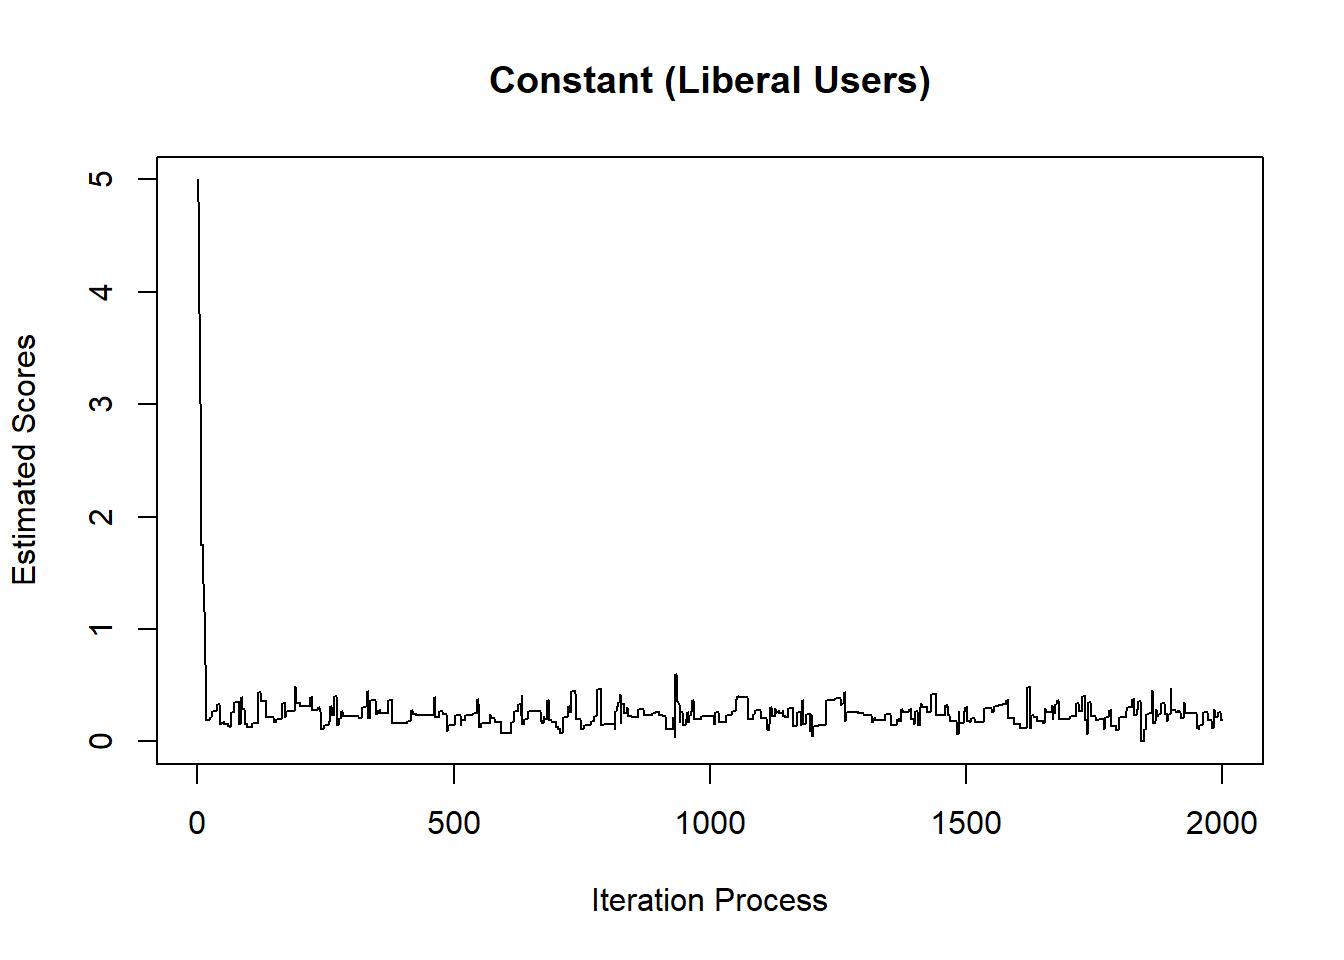 Constant (Liberal Users)
Estimated Scores
5
4
3
2
1
0
0 500 1000 1500 2000
Iteration Process